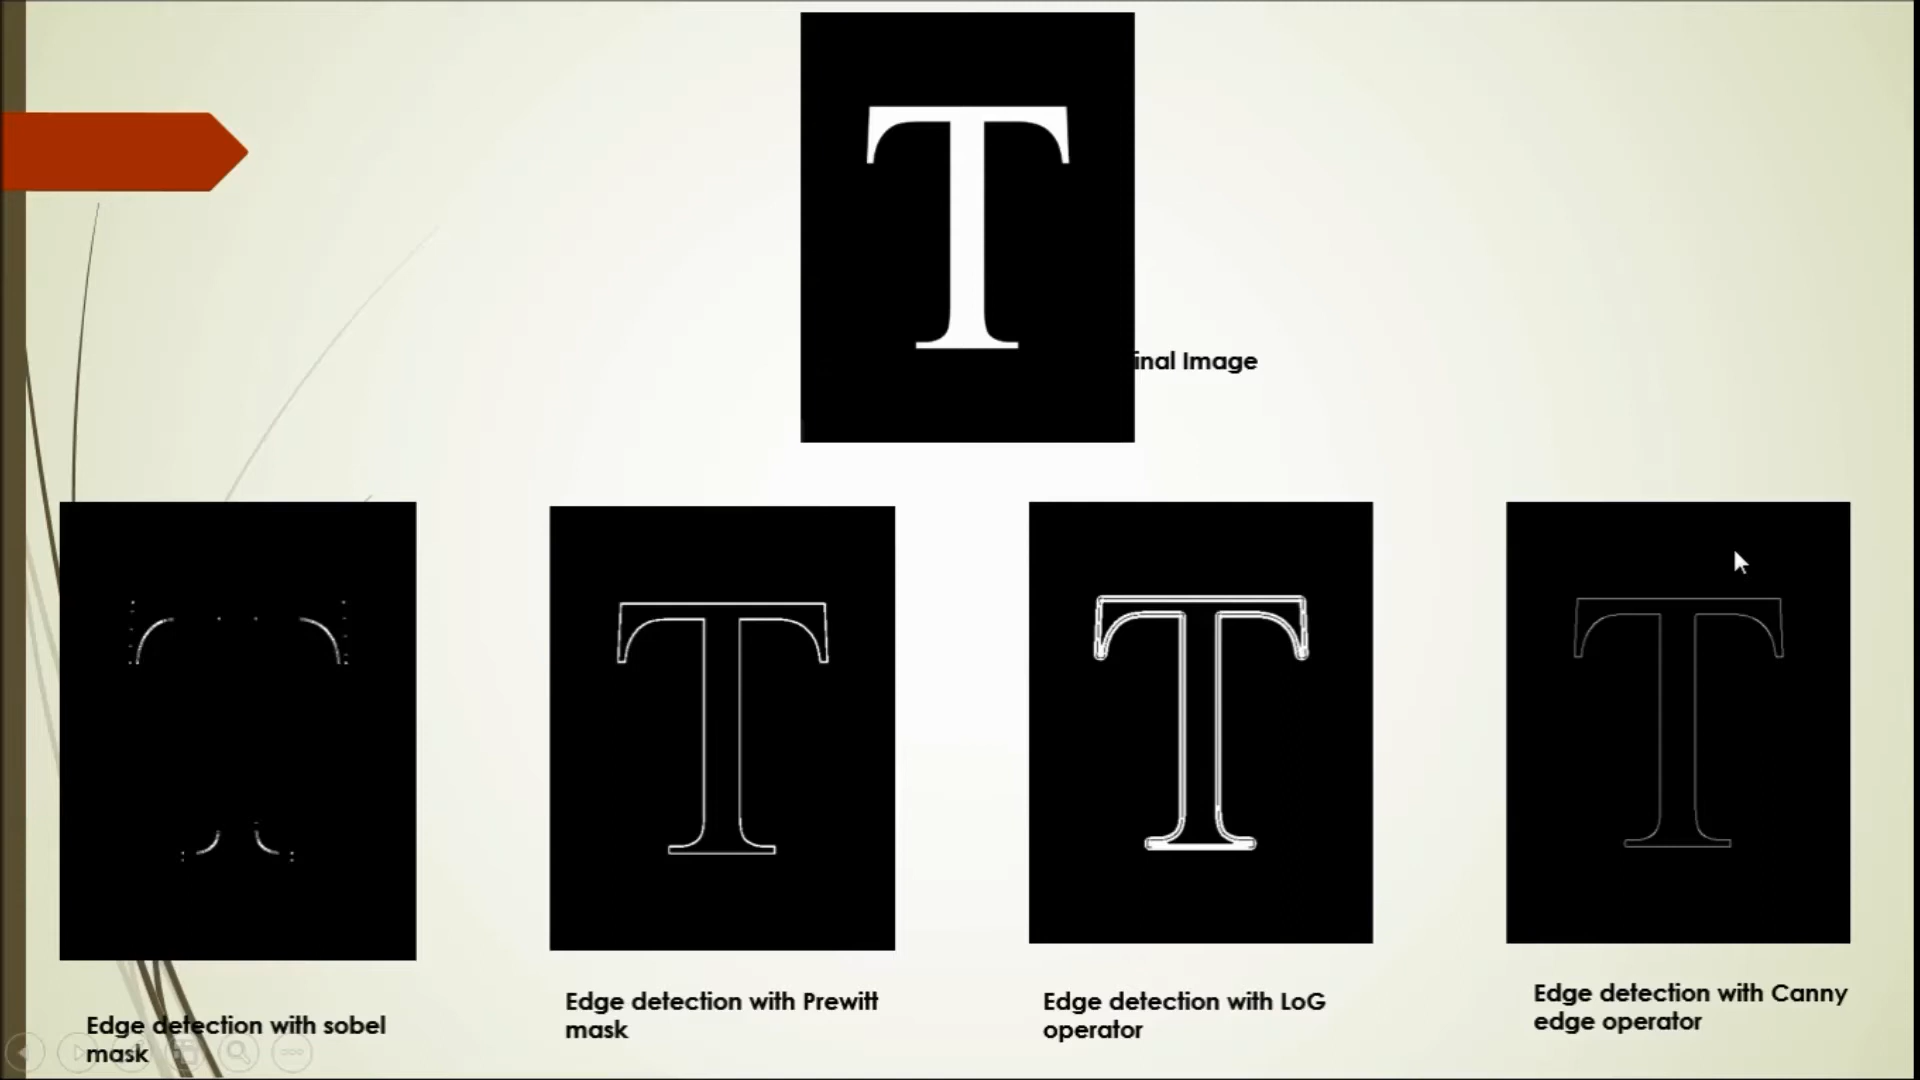 T
inal Image
T
T
T
Edge detection with sobel
mask
Edge detection with Prewitt
mask
Edge detection with LoG
operator
Edge detection with Canny
edge operator